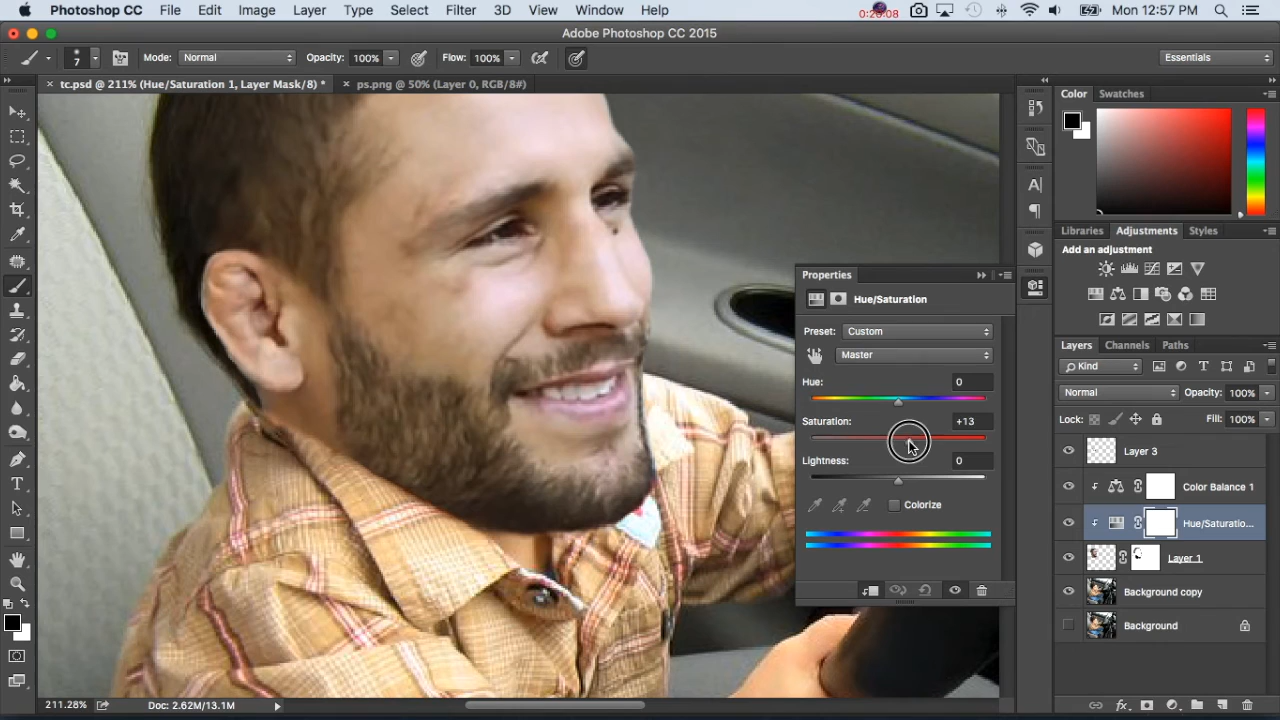 Photoshop CC File Edit Image Layer Type Select Filter 3D View Window Help 0:20:08 Mon 12:57 PM
Adobe Photoshop CC 2015
7 Mode: Normal Opacity: 100% Flow: 100% Essentials
× tc.psd @ 211% (Hue/Saturation 1, Layer Mask/8) * × ps.png @ 50% (Layer 0, RGB/8#)
Color Swatches
Libraries Adjustments Styles
Add an adjustment
Properties
Hue/Saturation
Preset: Custom
Master
Hue: 0
Saturation: +13
Lightness: 0
Colorize
Layers Channels Paths
Kind
Normal Opacity: 100%
Lock: Fill: 100%
Layer 3
Color Balance 1
Hue/Saturatio...
Layer 1
Background copy
Background
211.28% Doc: 2.62M/13.1M